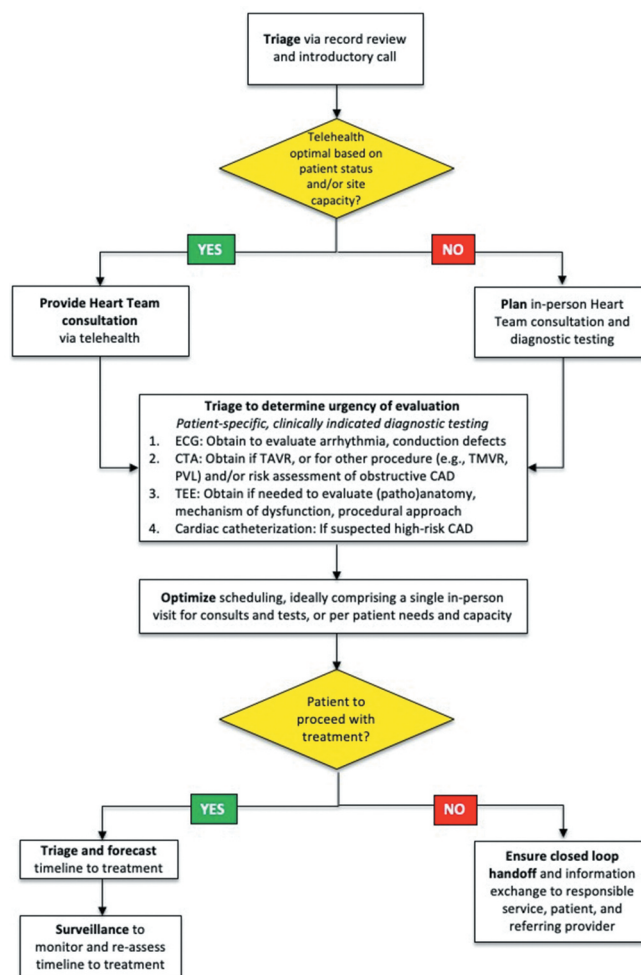 Triage via record review
and introductory call
Telehealth
optimal based on
patient status
and/or site
capacity?
YES
NO
Provide Heart Team
consultation
via telehealth
Plan in-person Heart
Team consultation and
diagnostic testing
Triage to determine urgency of evaluation
Patient-specific, clinically indicated diagnostic testing
1. ECG: Obtain to evaluate arrhythmia, conduction defects
2. CTA: Obtain if TAVR, or for other procedure (e.g., TMVR,
PVL) and/or risk assessment of obstructive CAD
3. TEE: Obtain if needed to evaluate (patho)anatomy,
mechanism of dysfunction, procedural approach
4. Cardiac catheterization: If suspected high-risk CAD
Optimize scheduling, ideally comprising a single in-person
visit for consults and tests, or per patient needs and capacity
Patient to
proceed with
treatment?
YES
NO
Triage and forecast
timeline to treatment
Surveillance to
monitor and re-assess
timeline to treatment
Ensure closed loop
handoff and information
exchange to responsible
service, patient, and
referring provider